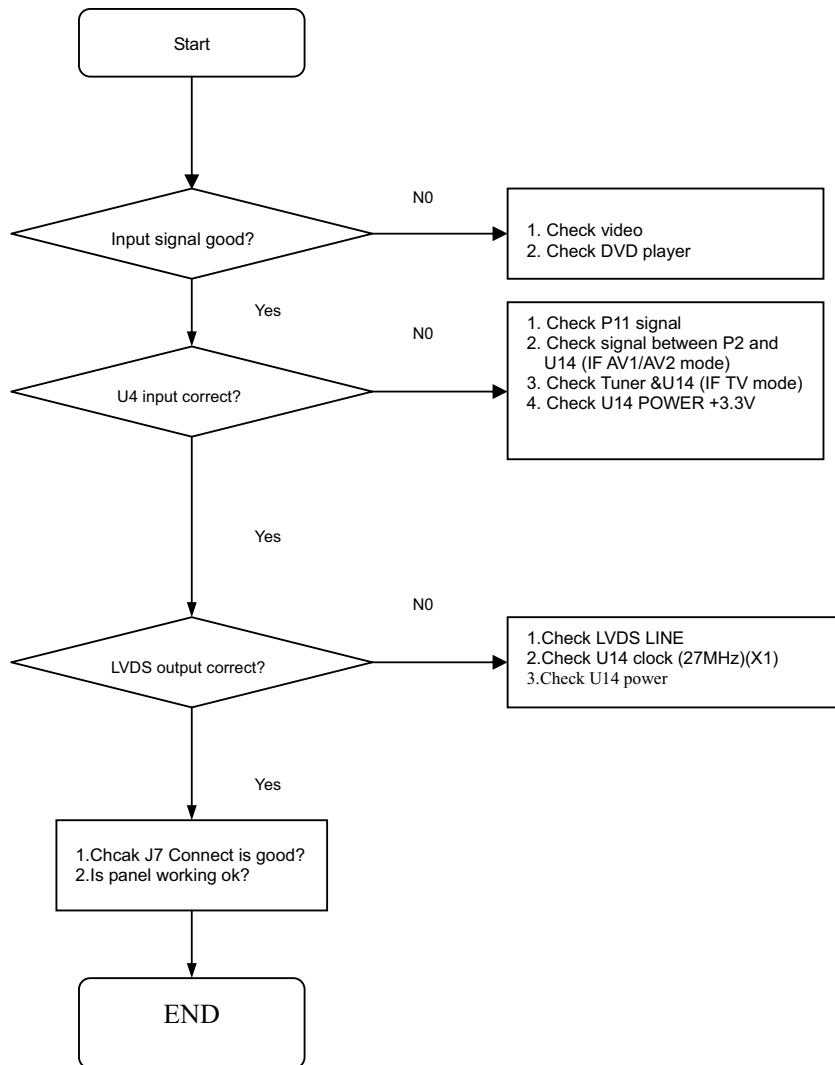 Start
N0
Input signal good?
1. Check video
2. Check DVD player
Yes
N0
U4 input correct?
1. Check P11 signal
2. Check signal between P2 and
U14 (IF AV1/AV2 mode)
3. Check Tuner &U14 (IF TV mode)
4. Check U14 POWER +3.3V
Yes
N0
LVDS output correct?
1.Check LVDS LINE
2.Check U14 clock (27MHz)(X1)
3.Check U14 power
Yes
1.Chcak J7 Connect is good?
2.Is panel working ok?
END